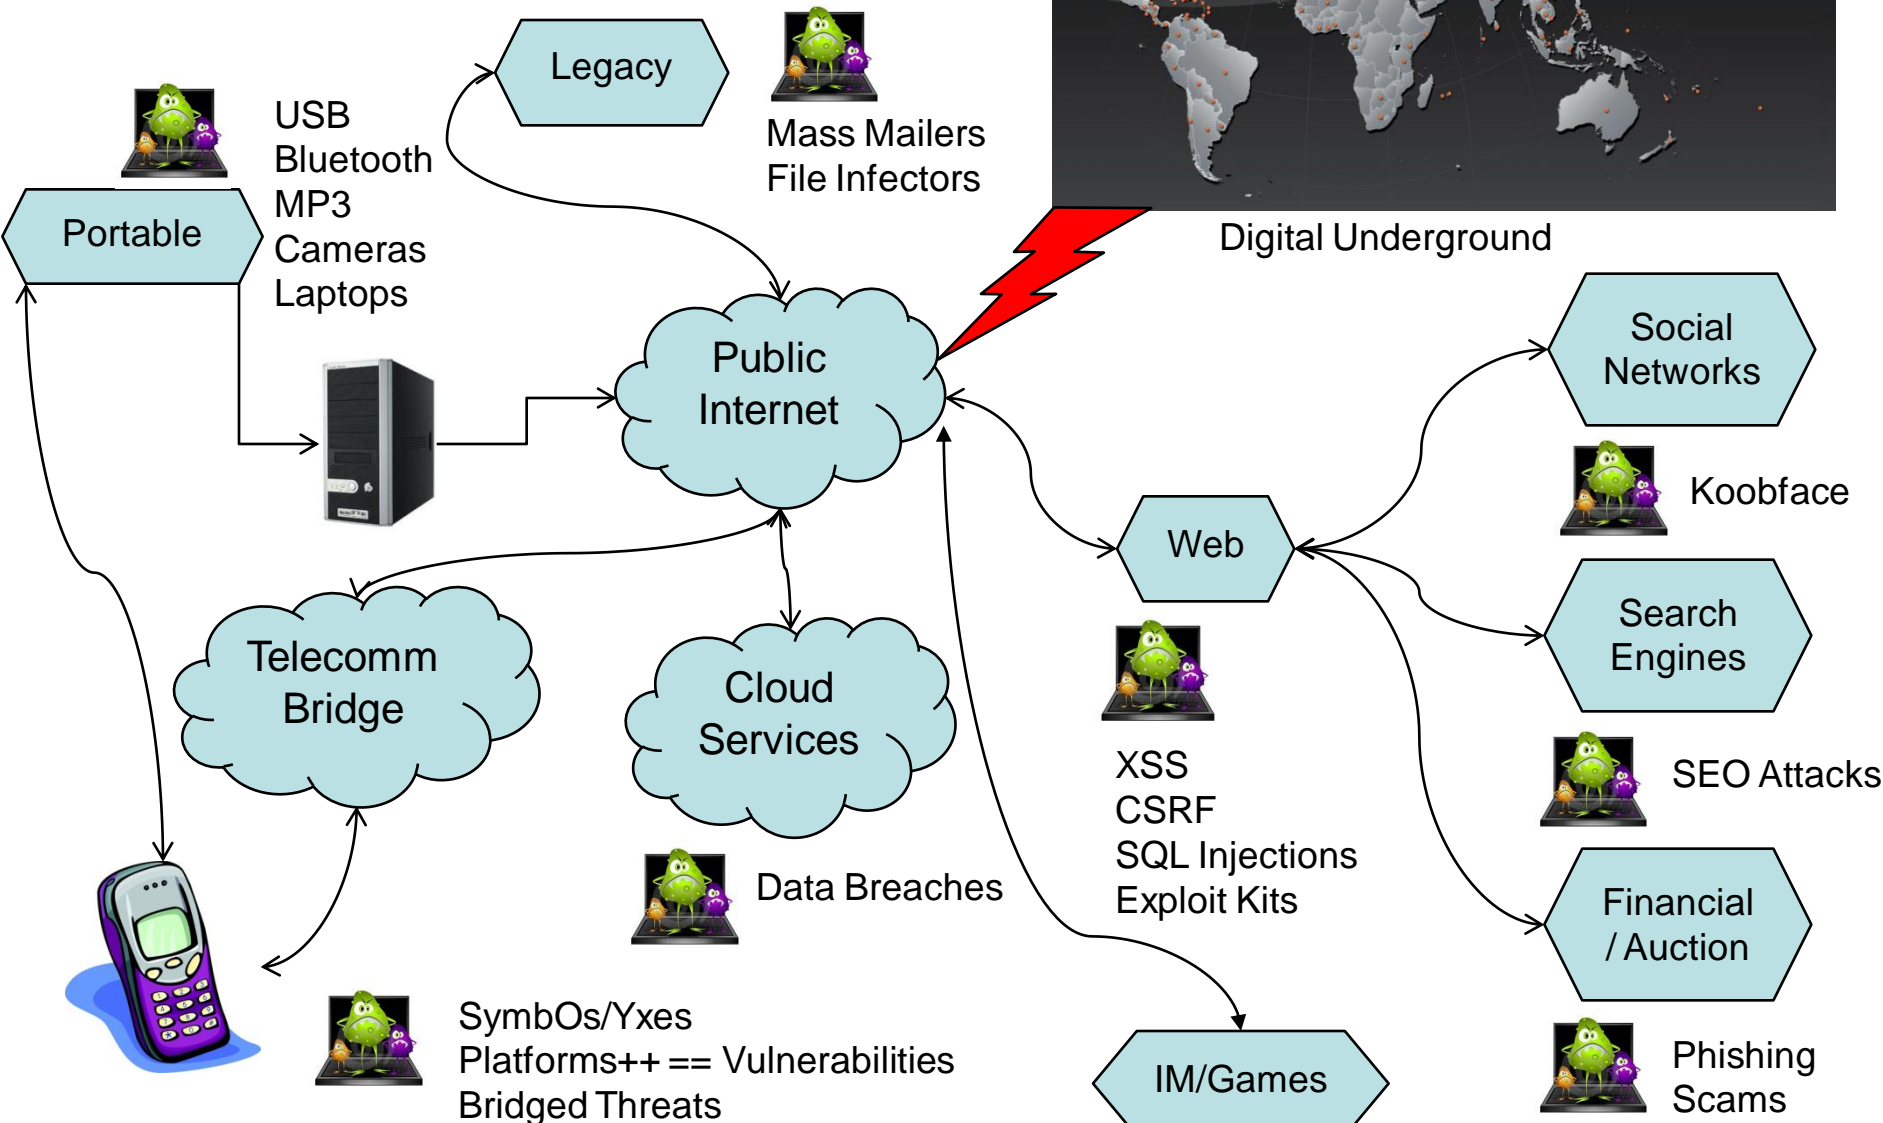 Legacy
Mass Mailers
File Infectors
USB
Bluetooth
MP3
Cameras
Laptops
Portable
Digital Underground
Public
Internet
Social
Networks
Koobface
Web
Search
Engines
XSS
CSRF
SQL Injections
Exploit Kits
SEO Attacks
Telecomm
Bridge
Cloud
Services
Data Breaches
Financial
/ Auction
SymbOs/Yxes
Platforms++ == Vulnerabilities
Bridged Threats
IM/Games
Phishing
Scams